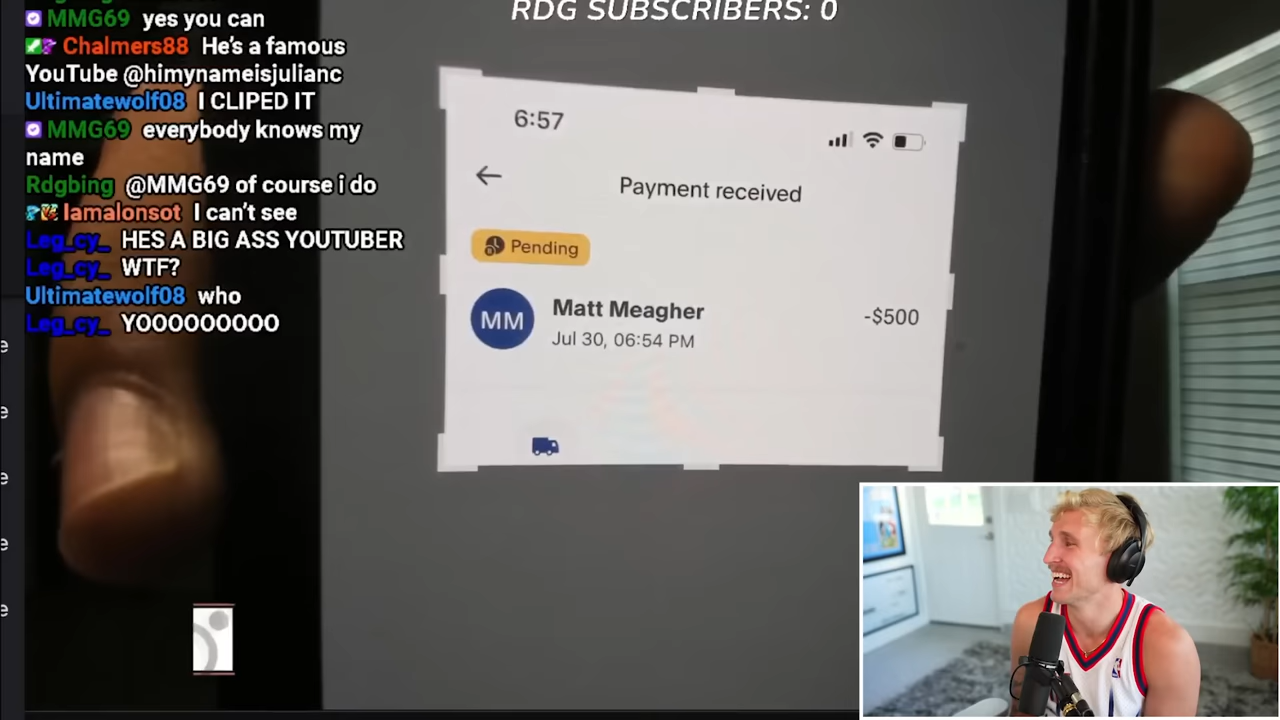 RDG SUBSCRIBERS: 0
MMG69 yes you can
Chalmers88 He's a famous
YouTube @himynameisjulianc
Ultimatewolf08 I CLIPED IT
MMG69 everybody knows my
name
Rdgbing @MMG69 of course i do
Iamalonsot I can't see
Leg_cy_ HES A BIG ASS YOUTUBER
Leg_cy_ WTF?
Ultimatewolf08 who
Leg_cy_ YOOOOOOOOO
6:57
Payment received
Pending
MM
Matt Meagher
-$500
Jul 30, 06:54 PM
e
e
e
e
e